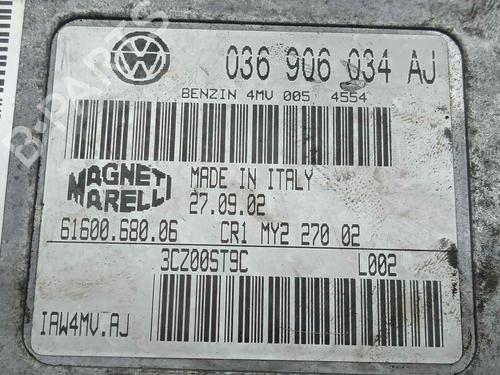 036 906 034 AJ
BENZIN 4MV 005 4554
MAGNETI
MARELLI
MADE IN ITALY
27.09.02
61600.680.06 CR1 MY2 270 02
3CZ00ST9C L002
IAW4MV.AJ
B-PARTS